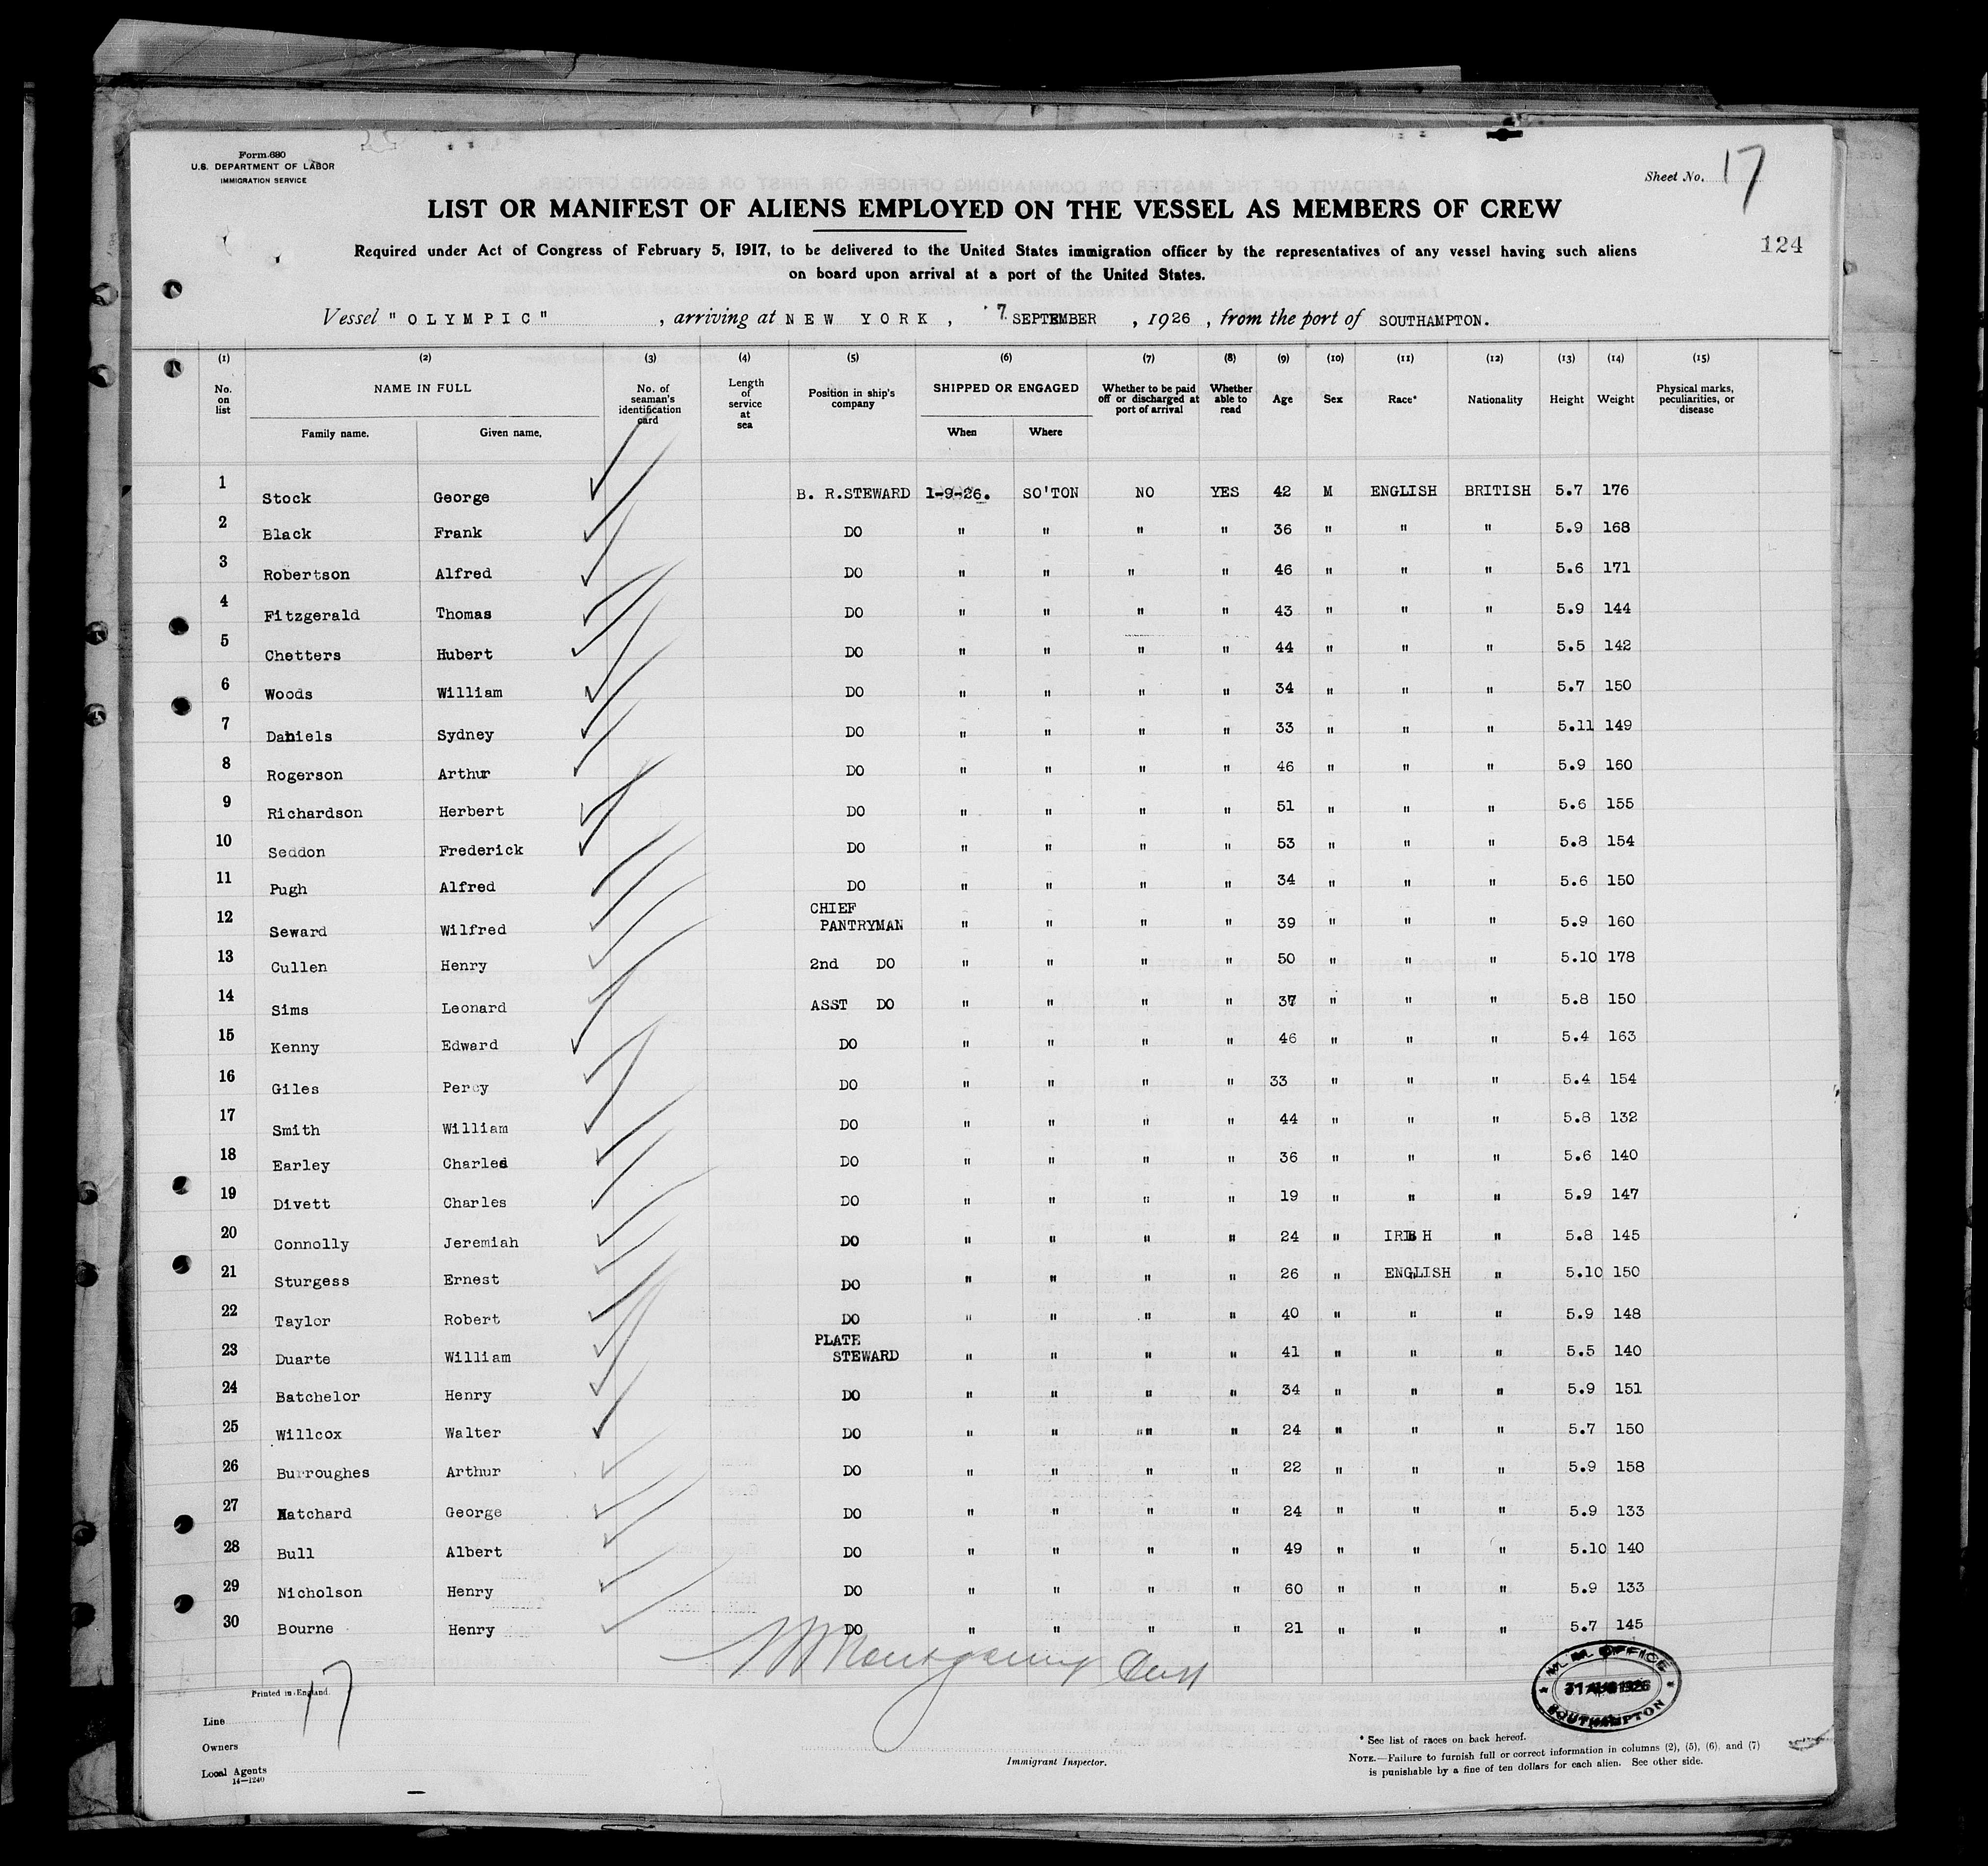 Form 680
U.S. DEPARTMENT OF LABOR
IMMIGRATION SERVICE
Sheet No. 17
LIST OR MANIFEST OF ALIENS EMPLOYED ON THE VESSEL AS MEMBERS OF CREW
Required under Act of Congress of February 5, 1917, to be delivered to the United States immigration officer by the representatives of any vessel having such aliens
on board upon arrival at a port of the United States.
124
Vessel "OLYMPIC", arriving at NEW YORK, 7 SEPTEMBER, 1926, from the port of SOUTHAMPTON.
(1) (2) (3) (4) (5) (6) (7) (8) (9) (10) (11) (12) (13) (14) (15)
No. on list NAME IN FULL Family name. Given name. No. of seaman's identification card Length of service at sea Position in ship's company SHIPPED OR ENGAGED When Where Whether to be paid off or discharged at port of arrival Whether able to read Age Sex Race* Nationality Height Weight Physical marks, peculiarities, or disease
1 Stock George B. R.STEWARD 1-9-26. SO'TON NO YES 42 M ENGLISH BRITISH 5.7 176
2 Black Frank DO " " " " 36 " " " 5.9 168
3 Robertson Alfred DO " " " " 46 " " " 5.6 171
4 Fitzgerald Thomas DO " " " " 43 " " " 5.9 144
5 Chetters Hubert DO " " " " 44 " " " 5.5 142
6 Woods William DO " " " " 34 " " " 5.7 150
7 Daniels Sydney DO " " " " 33 " " " 5.11 149
8 Rogerson Arthur DO " " " " 46 " " " 5.9 160
9 Richardson Herbert DO " " " " 51 " " " 5.6 155
10 Seddon Frederick DO " " " " 53 " " " 5.8 154
11 Pugh Alfred DO " " " " 34 " " " 5.6 150
12 Seward Wilfred CHIEF PANTRYMAN " " " " 39 " " " 5.9 160
13 Cullen Henry 2nd DO " " " " 50 " " " 5.10 178
14 Sims Leonard ASST DO " " " " 37 " " " 5.8 150
15 Kenny Edward DO " " " " 46 " " " 5.4 163
16 Giles Percy DO " " " " 33 " " " 5.4 154
17 Smith William DO " " " " 44 " " " 5.8 132
18 Earley Charles DO " " " " 36 " " " 5.6 140
19 Divett Charles DO " " " " 19 " " " 5.9 147
20 Connolly Jeremiah DO " " " " 24 " IRISH " 5.8 145
21 Sturgess Ernest DO " " " " 26 " ENGLISH " 5.10 150
22 Taylor Robert DO " " " " 40 " " " 5.9 148
23 Duarte William PLATE STEWARD " " " " 41 " " " 5.5 140
24 Batchelor Henry DO " " " " 34 " " " 5.9 151
25 Willcox Walter DO " " "" " 24 " " " 5.7 150
26 Burroughes Arthur DO " " " " 22 " " " 5.9 158
27 George DO " " " " 24 " " " 5.9 133
28 Bull Albert DO " " " " 49 " " " 5.10 140
29 Nicholson Henry DO " " " " 60 " " " 5.9 133
30 Bourne Henry DO " " " " 21 " " " 5.7 145
Montgomery
M. M. OFFICE
31 AUG 1926
SOUTHAMPTON
Printed in England.
17
Line
Owners
Local Agents
14—1240
Immigrant Inspector.
* See list of races on back hereof.
NOTE.—Failure to furnish full or correct information in columns (2), (5), (6), and (7)
is punishable by a fine of ten dollars for each alien. See other side.